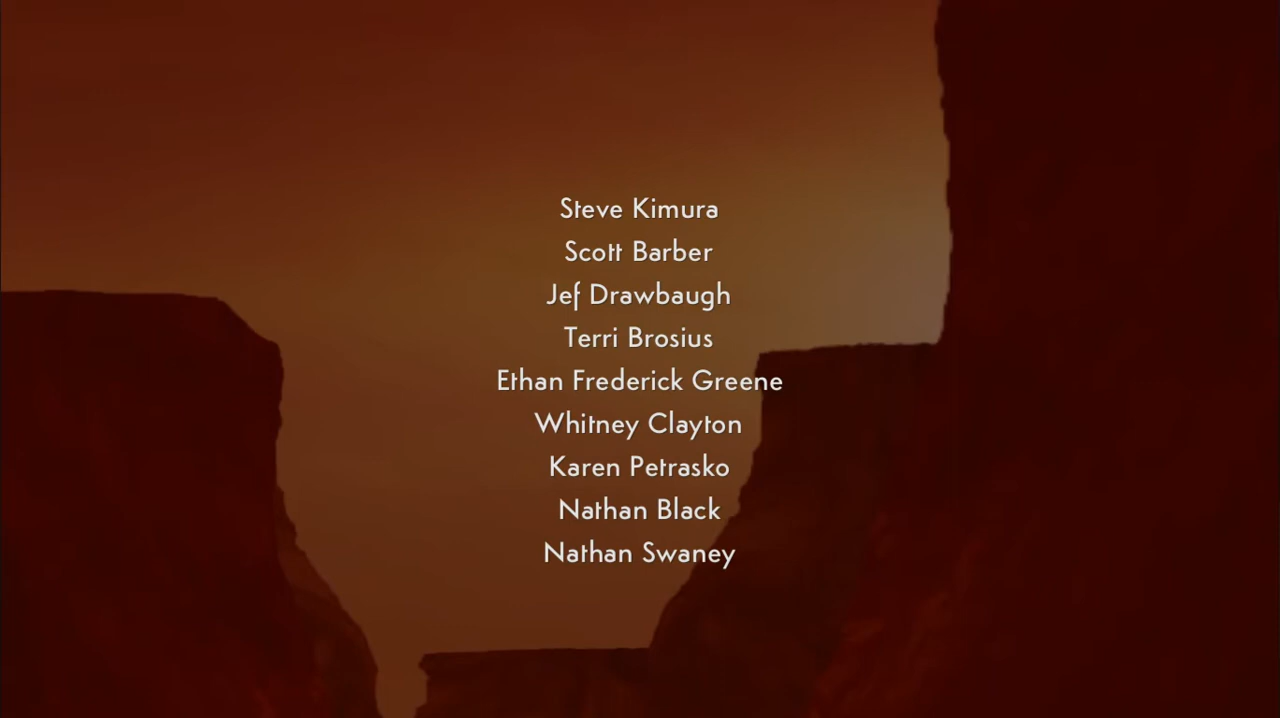 Steve Kimura
Scott Barber
Jef Drawbaugh
Terri Brosius
Ethan Frederick Greene
Whitney Clayton
Karen Petrasko
Nathan Black
Nathan Swaney